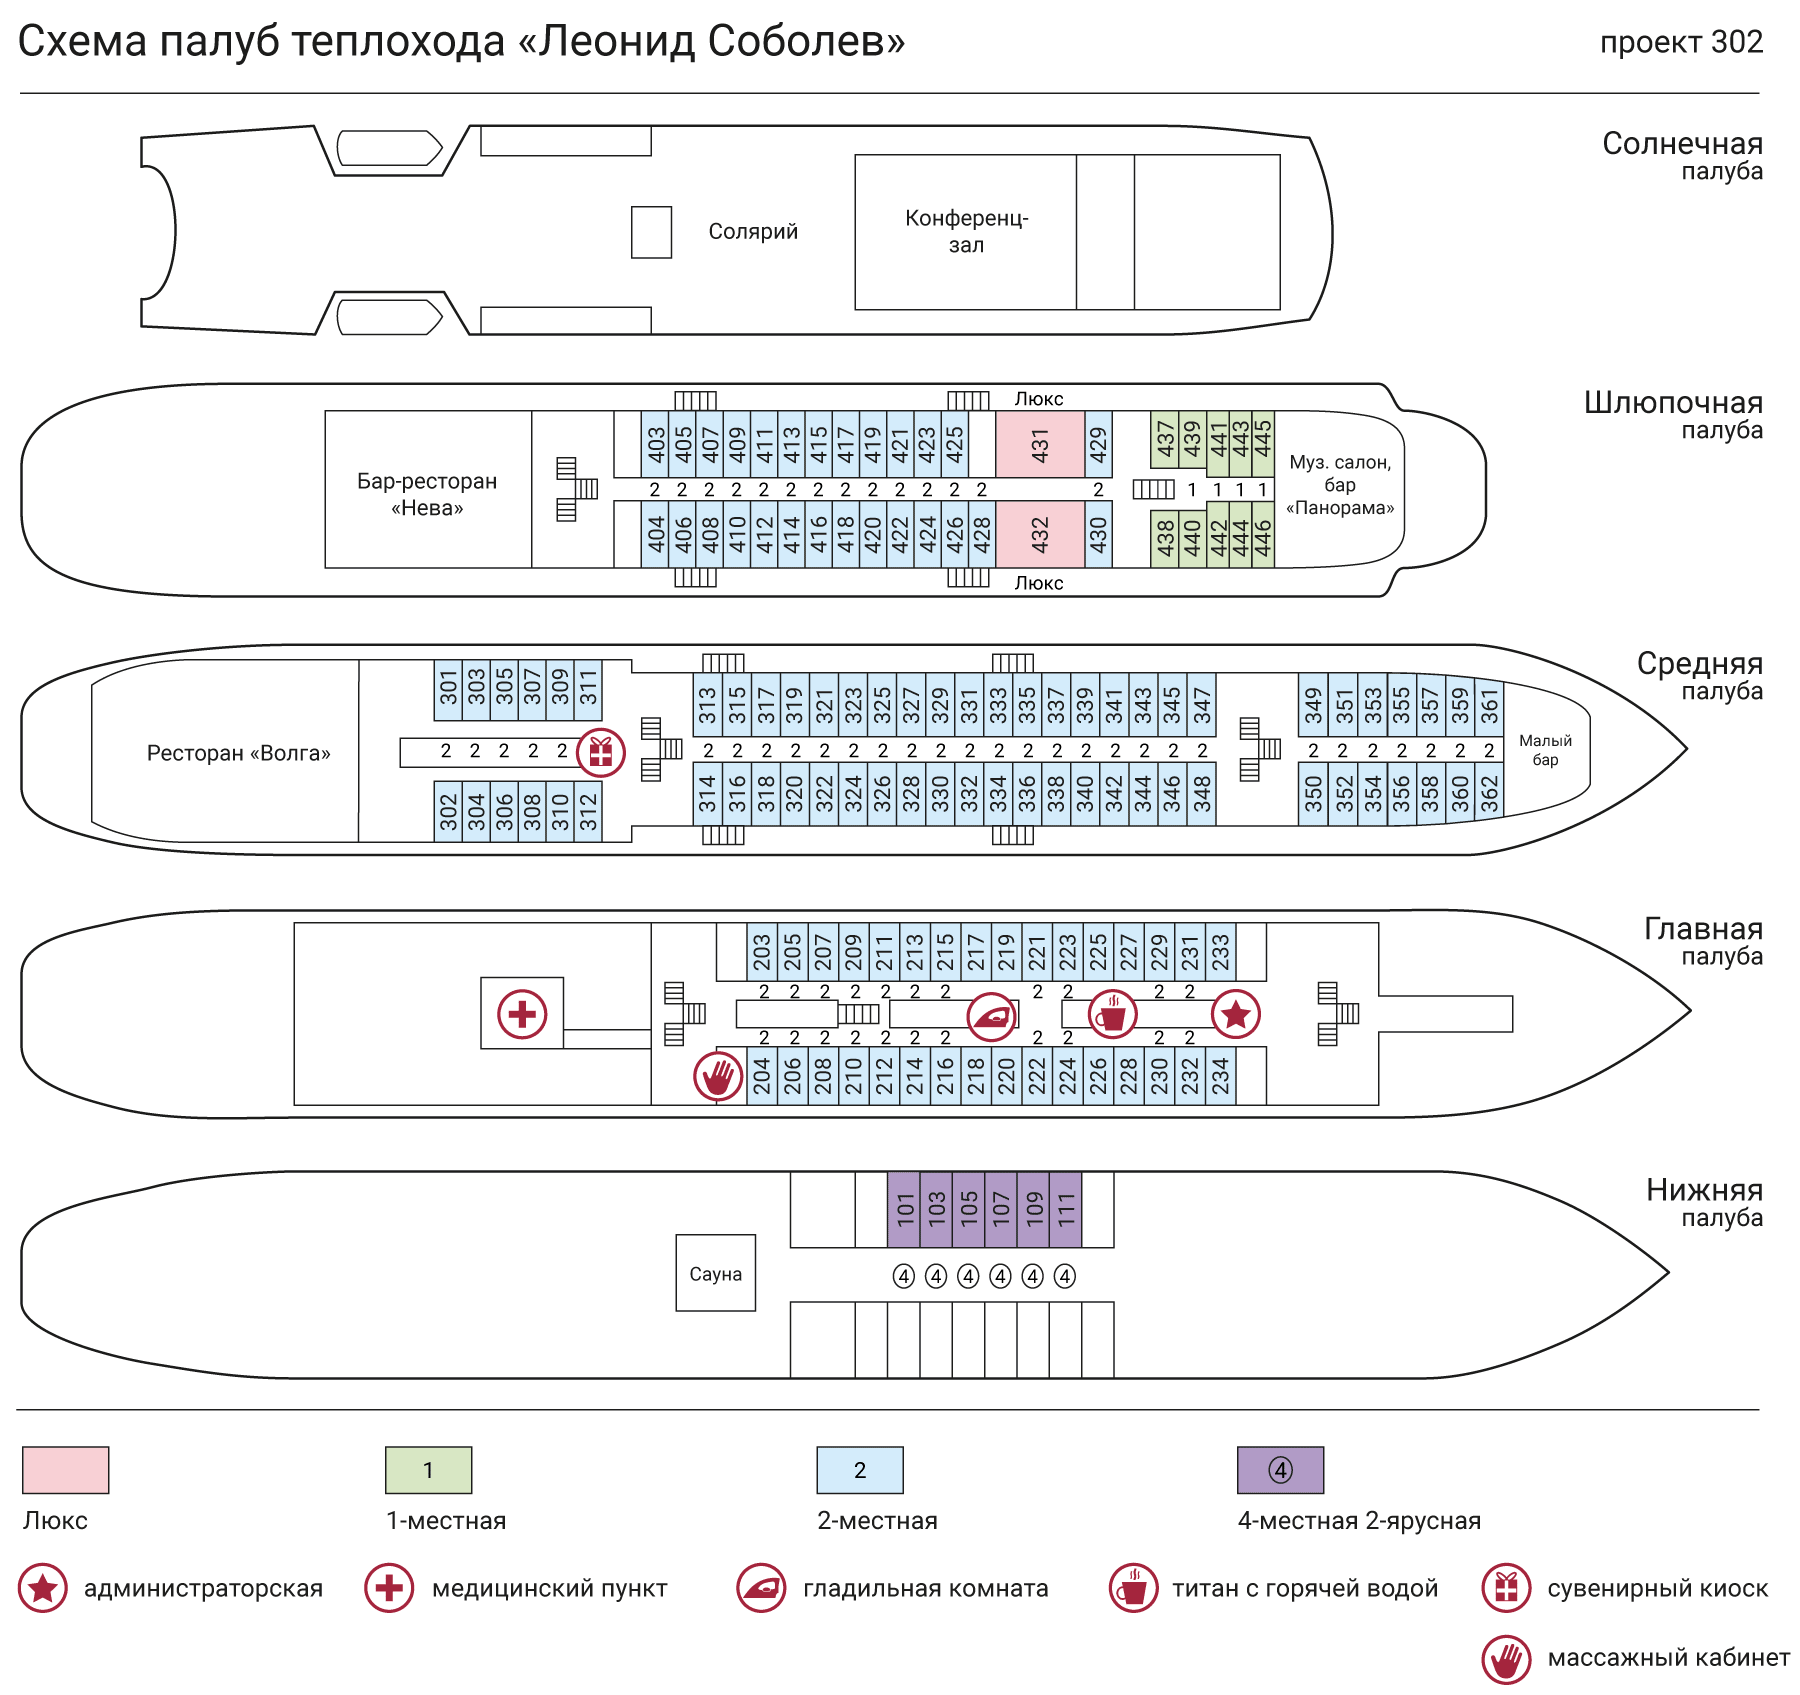 Схема палуб теплохода «Леонид Соболев»
проект 302
Солнечная
палуба
Солярий
Конференц-
зал
Шлюпочная
палуба
Люкс
403 405 407 409 411 413 415 417 419 421 423 425 431 429 437 439 441 443 445
Бар-ресторан
«Нева»
2 2 2 2 2 2 2 2 2 2 2 2 2 2 1 1 1 1
Муз. салон,
бар
«Панорама»
404 406 408 410 412 414 416 418 420 422 424 426 428 432 430 438 440 442 444 446
Люкс
Средняя
палуба
301 303 305 307 309 311 313 315 317 319 321 323 325 327 329 331 333 335 337 339 341 343 345 347 349 351 353 355 357 359 361
Ресторан «Волга»
2 2 2 2 2 2 2 2 2 2 2 2 2 2 2 2 2 2 2 2 2 2 2 2 2 2 2 2 2 2
Малый
бар
302 304 306 308 310 312 314 316 318 320 322 324 326 328 330 332 334 336 338 340 342 344 346 348 350 352 354 356 358 360 362
Главная
палуба
203 205 207 209 211 213 215 217 219 221 223 225 227 229 231 233
2 2 2 2 2 2 2 2 2 2 2
2 2 2 2 2 2 2 2 2 2 2
204 206 208 210 212 214 216 218 220 222 224 226 228 230 232 234
Нижняя
палуба
101 103 105 107 109 111
Сауна
4 4 4 4 4 4
1 2 4
Люкс 1-местная 2-местная 4-местная 2-ярусная
администраторская медицинский пункт гладильная комната титан с горячей водой сувенирный киоск
массажный кабинет